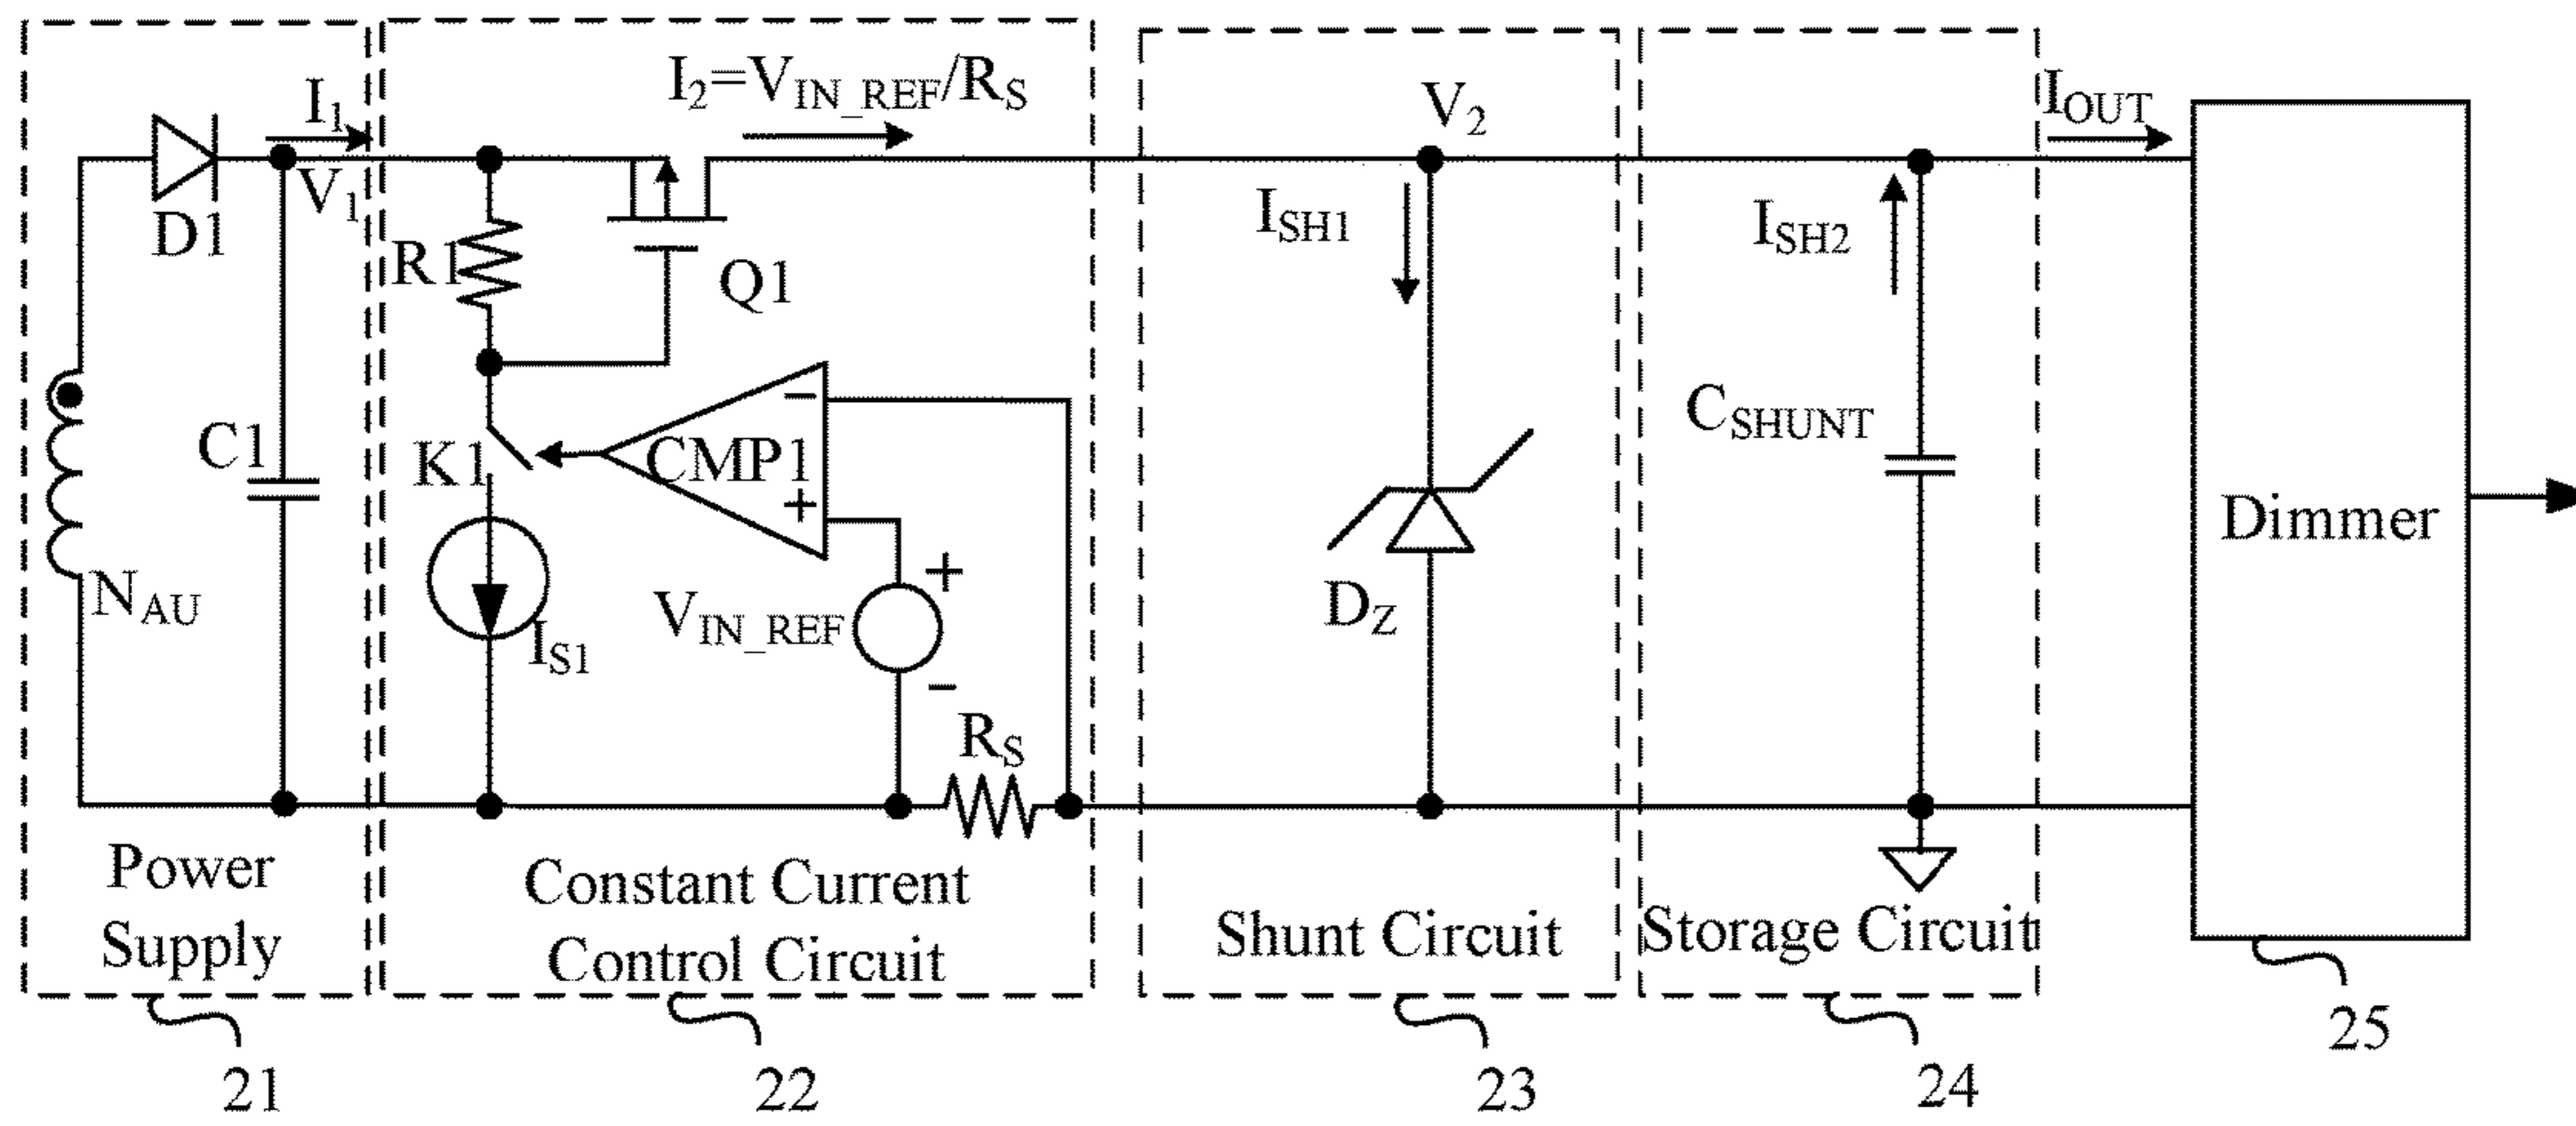 I1
I2=VIN_REF/RS
V2
IOUT
V1
D1
R1
Q1
ISH1
ISH2
C1
K1
CMP1
−
+
CSHUNT
Dimmer
NAU
IS1
VIN_REF
+
−
DZ
RS
Power
Supply
Constant Current
Control Circuit
Shunt Circuit
Storage Circuit
21
22
23
24
25